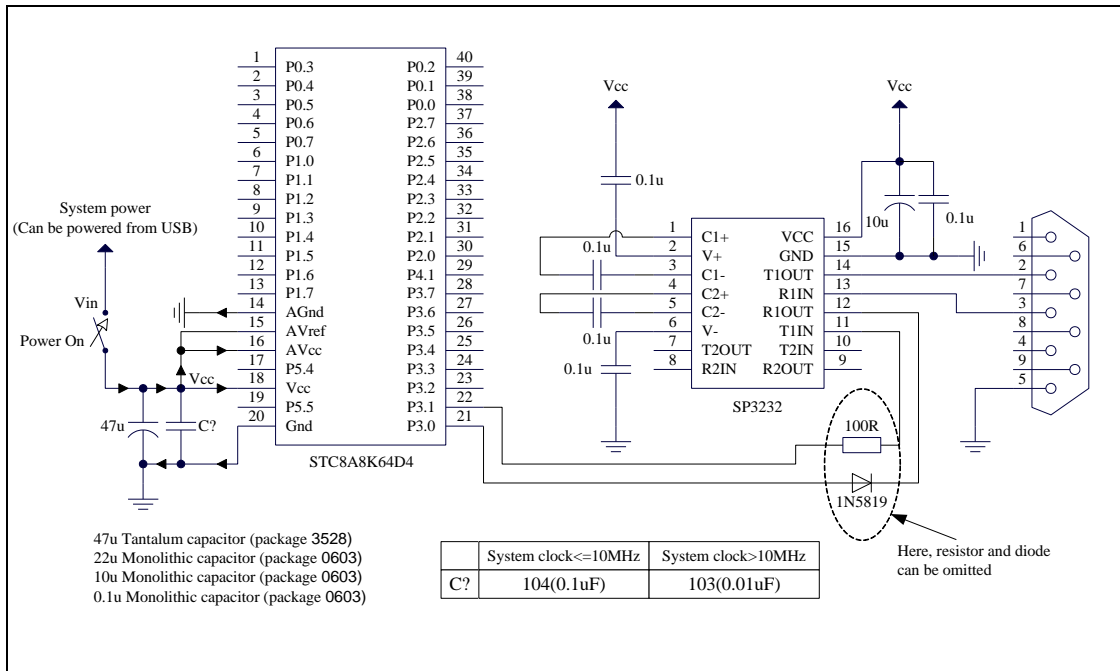 1 P0.3 P0.2 40
2 P0.4 P0.1 39
3 P0.5 P0.0 38
4 P0.6 P2.7 37
5 P0.7 P2.6 36
6 P1.0 P2.5 35
7 P1.1 P2.4 34
8 P1.2 P2.3 33
9 P1.3 P2.2 32
10 P1.4 P2.1 31
11 P1.5 P2.0 30
12 P1.6 P4.1 29
13 P1.7 P3.7 28
14 AGnd P3.6 27
15 AVref P3.5 26
16 AVcc P3.4 25
17 P5.4 P3.3 24
18 Vcc P3.2 23
19 P5.5 P3.1 22
20 Gnd P3.0 21
STC8A8K64D4
System power
(Can be powered from USB)
Vin
Power On
Vcc
47u
C?
Vcc
0.1u
0.1u
0.1u
0.1u
1 C1+ VCC 16
2 V+ GND 15
3 C1- T1OUT 14
4 C2+ R1IN 13
5 C2- R1OUT 12
6 V- T1IN 11
7 T2OUT T2IN 10
8 R2IN R2OUT 9
SP3232
Vcc
10u
0.1u
1
6
2
7
3
8
4
9
5
100R
1N5819
Here, resistor and diode
can be omitted
47u Tantalum capacitor (package 3528)
22u Monolithic capacitor (package 0603)
10u Monolithic capacitor (package 0603)
0.1u Monolithic capacitor (package 0603)
System clock<=10MHz System clock>10MHz
C? 104(0.1uF) 103(0.01uF)